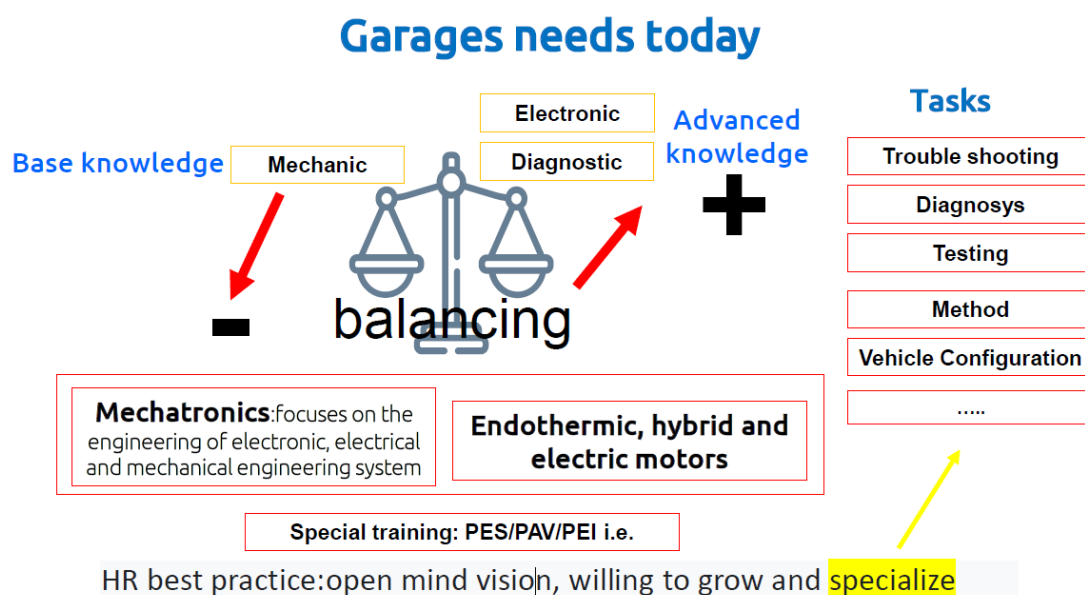 Garages needs today
Base knowledge
Mechanic
Electronic
Diagnostic
Advanced
knowledge
+
-
balancing
Tasks
Trouble shooting
Diagnosys
Testing
Method
Vehicle Configuration
.....
Mechatronics:focuses on the
engineering of electronic, electrical
and mechanical engineering system
Endothermic, hybrid and
electric motors
Special training: PES/PAV/PEI i.e.
HR best practice:open mind vision, willing to grow and specialize